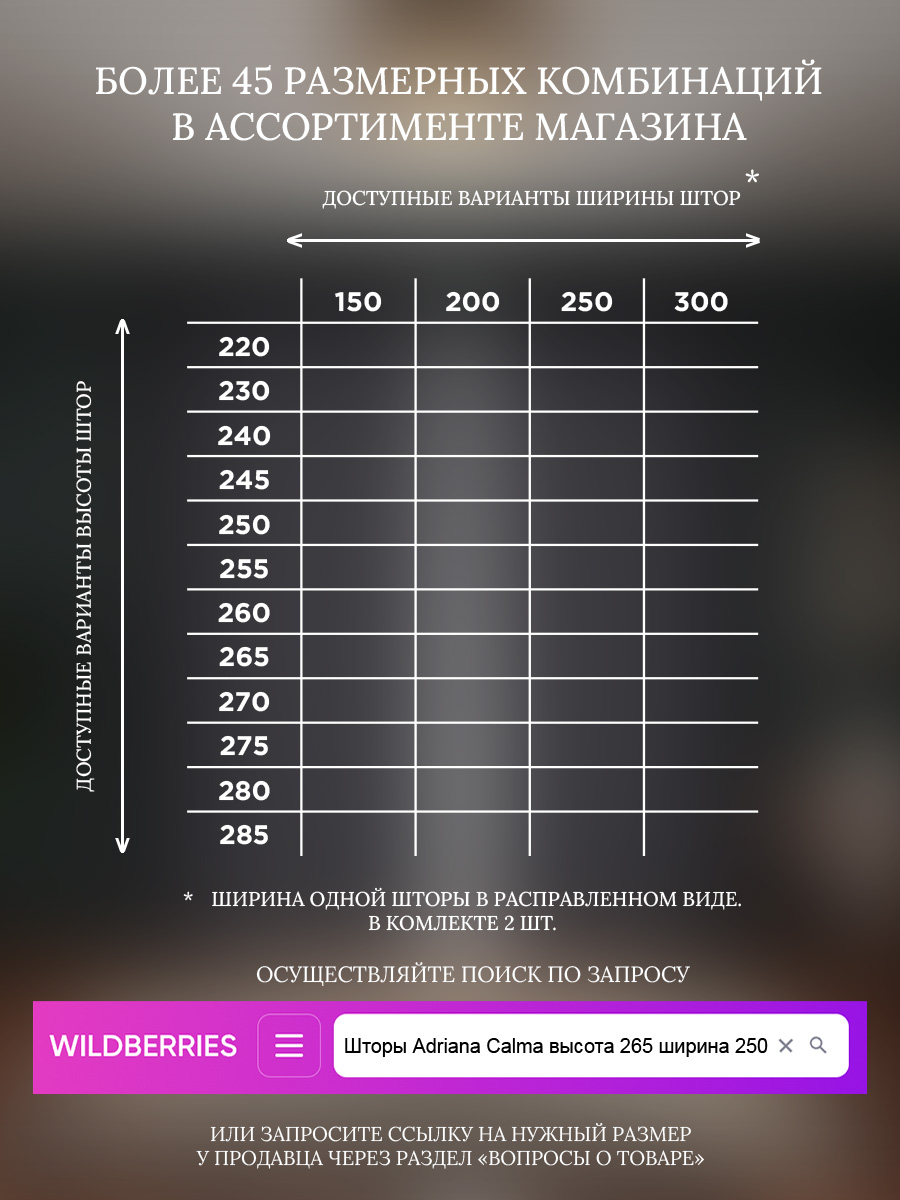 БОЛЕЕ 45 РАЗМЕРНЫХ КОМБИНАЦИЙ
В АССОРТИМЕНТЕ МАГАЗИНА
ДОСТУПНЫЕ ВАРИАНТЫ ШИРИНЫ ШТОР *
150 200 250 300
ДОСТУПНЫЕ ВАРИАНТЫ ВЫСОТЫ ШТОР
220
230
240
245
250
255
260
265
270
275
280
285
* ШИРИНА ОДНОЙ ШТОРЫ В РАСПРАВЛЕННОМ ВИДЕ.
В КОМЛЕКТЕ 2 ШТ.
ОСУЩЕСТВЛЯЙТЕ ПОИСК ПО ЗАПРОСУ
WILDBERRIES Шторы Adriana Calma высота 265 ширина 250
ИЛИ ЗАПРОСИТЕ ССЫЛКУ НА НУЖНЫЙ РАЗМЕР
У ПРОДАВЦА ЧЕРЕЗ РАЗДЕЛ «ВОПРОСЫ О ТОВАРЕ»